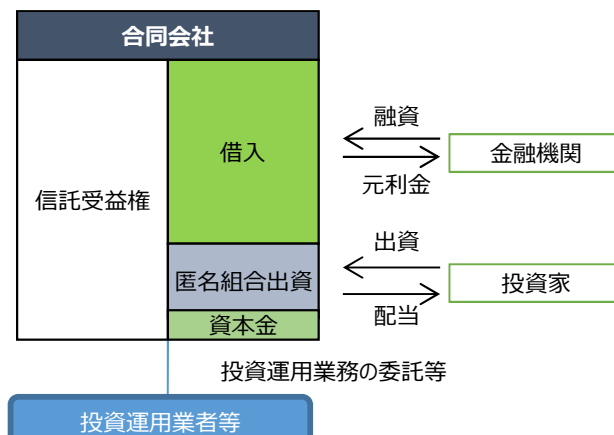 合同会社
信託受益権
借入
匿名組合出資
資本金
融資
元利金
金融機関
出資
配当
投資家
投資運用業務の委託等
投資運用業者等